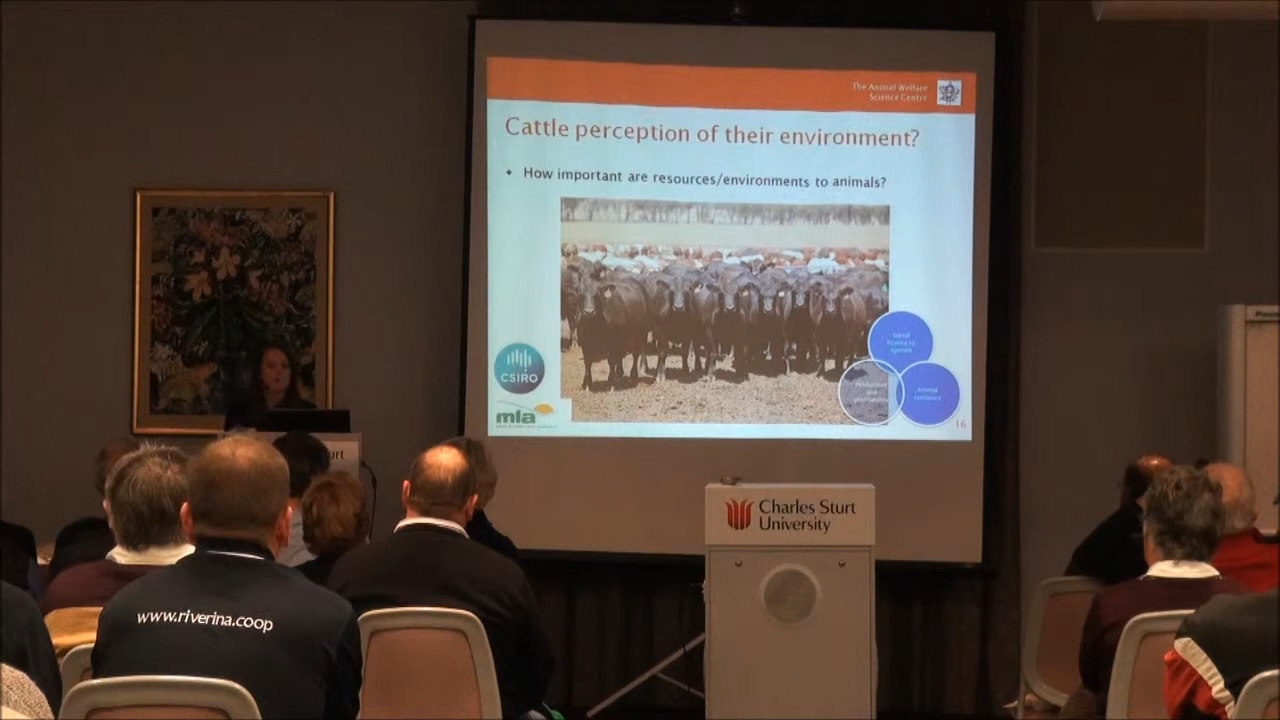 The Animal Welfare
Science Centre
Cattle perception of their environment?
• How important are resources/environments to animals?
CSIRO
mla
Animal
16
urt
Charles Sturt
University
www.riverina.coop